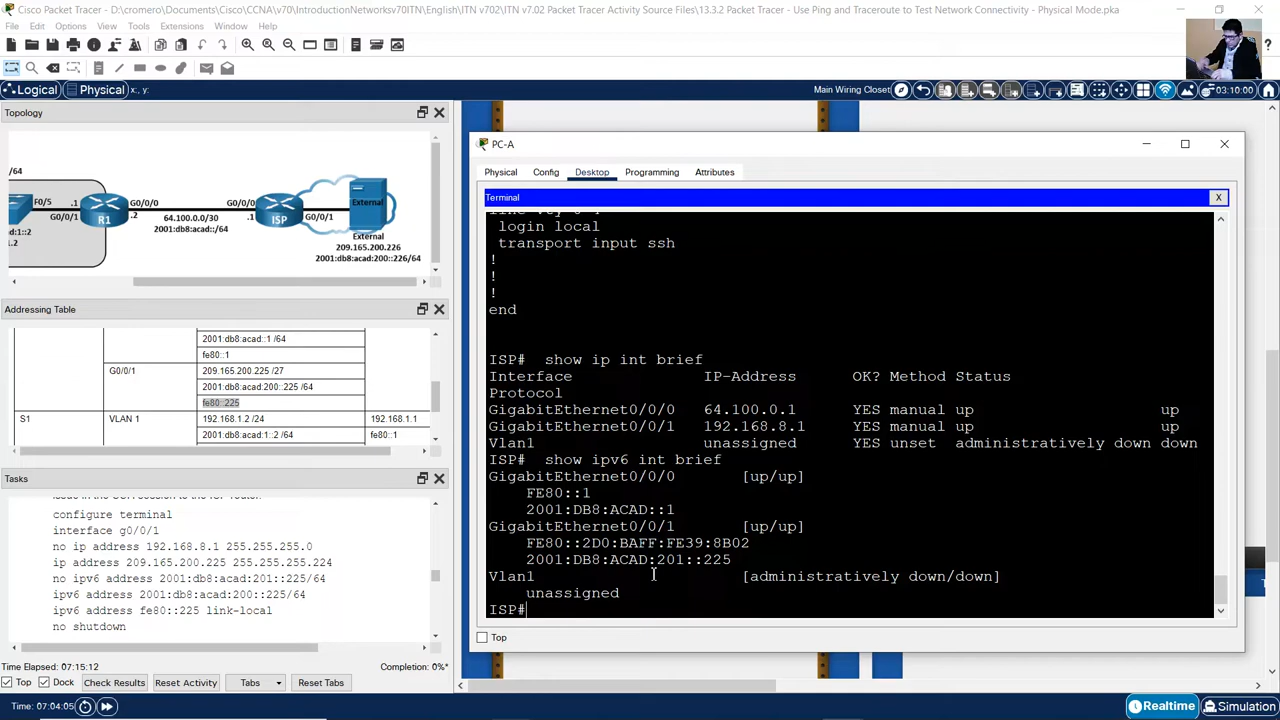 Cisco Packet Tracer - D:\cromero\Documents\Cisco\CCNA\v70\IntroductionNetworksv70ITN\English\ITN v702\ITN v7.02 Packet Tracer Activity Source Files\13.3.2 Packet Tracer - Use Ping and Traceroute to Test Network Connectivity - Physical Mode.pka
File Edit Options View Tools Extensions Window Help
?
Logical Physical x: y:
Main Wiring Closet
03:10:00
Topology
/64
F0/5
.1
G0/0/1
R1
G0/0/0
.2
64.100.0.0/30
2001:db8:acad::/64
G0/0/0
.1
ISP
G0/0/1
External
External
209.165.200.226
2001:db8:acad:200::226/64
d:1::2
1.2
Addressing Table
2001:db8:acad::1 /64
fe80::1
G0/0/1
209.165.200.225 /27
2001:db8:acad:200::225 /64
fe80::225
S1 VLAN 1 192.168.1.2 /24 192.168.1.1
2001:db8:acad:1::2 /64 fe80::1
Tasks
configure terminal
interface g0/0/1
no ip address 192.168.8.1 255.255.255.0
ip address 209.165.200.225 255.255.255.224
no ipv6 address 2001:db8:acad:201::225/64
ipv6 address 2001:db8:acad:200::225/64
ipv6 address fe80::225 link-local
no shutdown
Time Elapsed: 07:15:12 Completion: 0%*
Top Dock Check Results Reset Activity Tabs Reset Tabs
Time: 07:04:05
Realtime Simulation
PC-A
Physical Config Desktop Programming Attributes
Terminal
X
login local
transport input ssh
!
!
!
end
ISP# show ip int brief
Interface IP-Address OK? Method Status
Protocol
GigabitEthernet0/0/0 64.100.0.1 YES manual up up
GigabitEthernet0/0/1 192.168.8.1 YES manual up up
Vlan1 unassigned YES unset administratively down down
ISP# show ipv6 int brief
GigabitEthernet0/0/0 [up/up]
FE80::1
2001:DB8:ACAD::1
GigabitEthernet0/0/1 [up/up]
FE80::2D0:BAFF:FE39:8B02
2001:DB8:ACAD:201::225
Vlan1 [administratively down/down]
unassigned
ISP#
Top